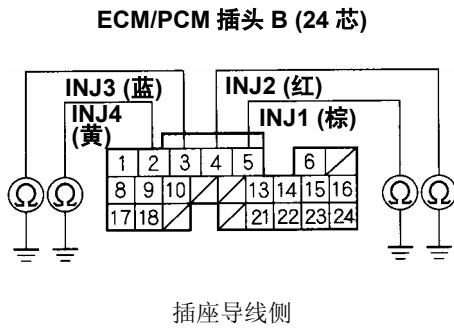 ECM/PCM 插头 B (24 芯)
INJ3 (蓝)
INJ2 (红)
INJ4
(黄)
INJ1 (棕)
1 2 3 4 5 6
8 9 10 13 14 15 16
17 18 21 22 23 24
Ω Ω Ω Ω
插座导线侧